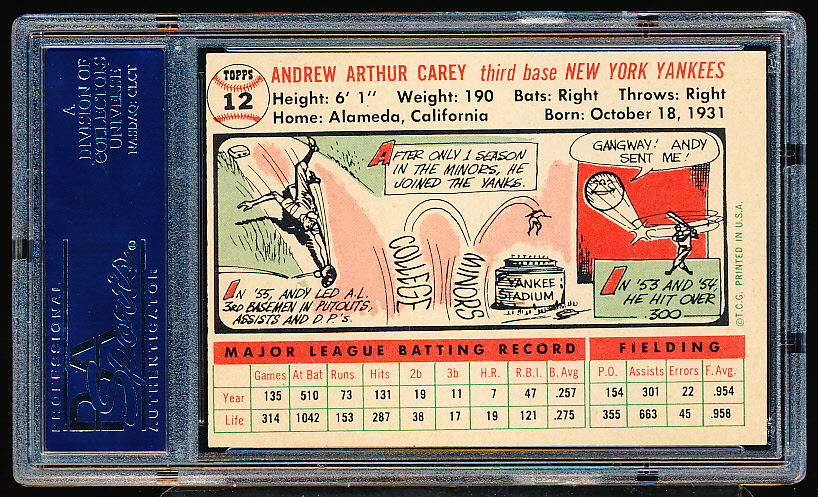 A
DIVISION OF
COLLECTORS
UNIVERSE
NASDAQ: CLCT
PROFESSIONAL
PSA
Sports
®
AUTHENTICATOR
TOPPS
12
ANDREW ARTHUR CAREY third base NEW YORK YANKEES
Height: 6' 1" Weight: 190 Bats: Right Throws: Right
Home: Alameda, California Born: October 18, 1931
IN '55, ANDY LED A.L.
3RD BASEMEN IN PUTOUTS,
ASSISTS AND D.P.'s.
AFTER ONLY 1 SEASON
IN THE MINORS, HE
JOINED THE YANKS.
COLLEGE
MINORS
YANKEE
STADIUM
GANGWAY! ANDY
SENT ME!
IN '53 AND '54,
HE HIT OVER
.300
©T.C.G. PRINTED IN U.S.A.
MAJOR LEAGUE BATTING RECORD FIELDING
Games At Bat Runs Hits 2b 3b H.R. R.B.I. B. Avg P.O. Assists Errors F. Avg.
Year 135 510 73 131 19 11 7 47 .257 154 301 22 .954
Life 314 1042 153 287 38 17 19 121 .275 355 663 45 .958